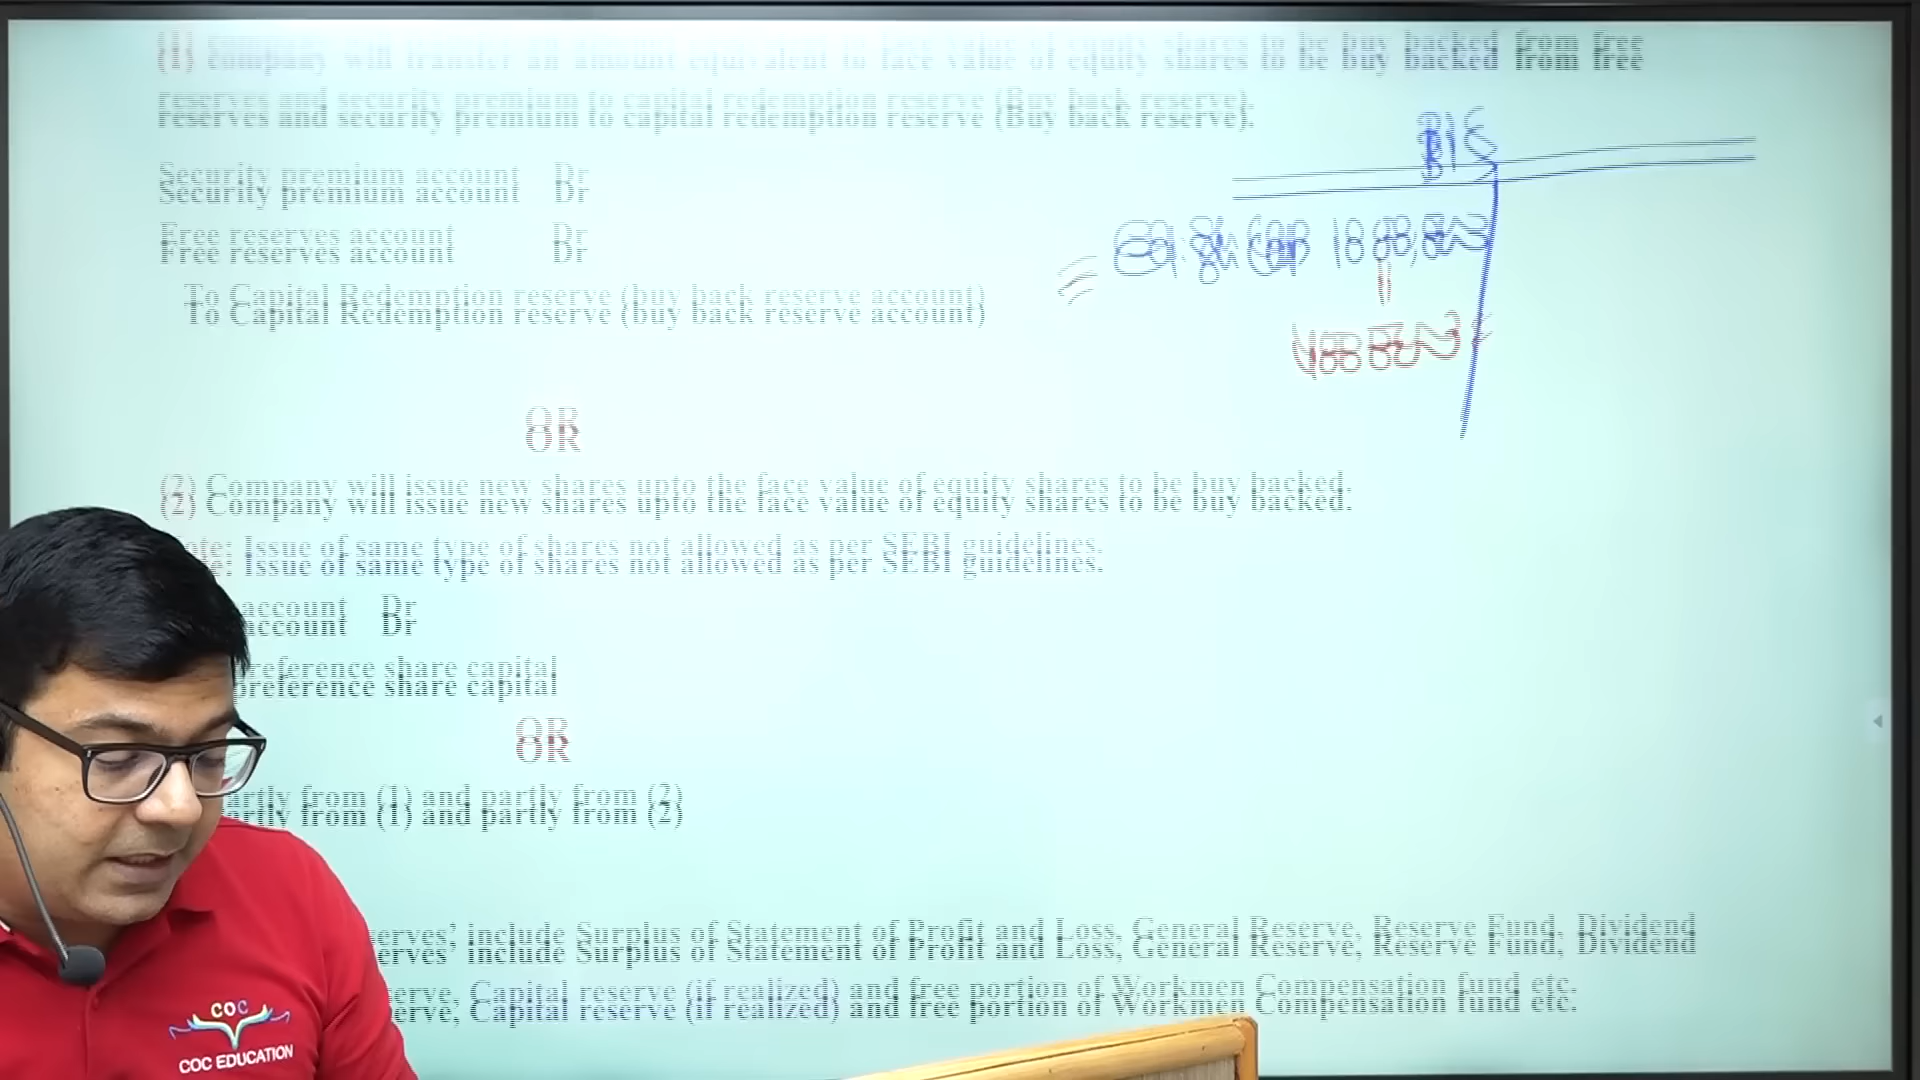 (1) Company will transfer an amount equivalent to face value of equity shares to be buy backed from free
reserves and security premium to capital redemption reserve (Buy back reserve).
Security premium account Dr
Free reserves account Dr
To Capital Redemption reserve (buy back reserve account)
B/S
OR
(2) Company will issue new shares upto the face value of equity shares to be buy backed:
Issue of same type of shares not allowed as per SEBI guidelines.
account Dr
preference share capital
OR
from (1) and partly from (2)
include Surplus of Statement of Profit and Loss, General Reserve, Reserve Fund, Dividend
Capital reserve (if realized) and free portion of Workmen Compensation fund etc.
COC
COC EDUCATION